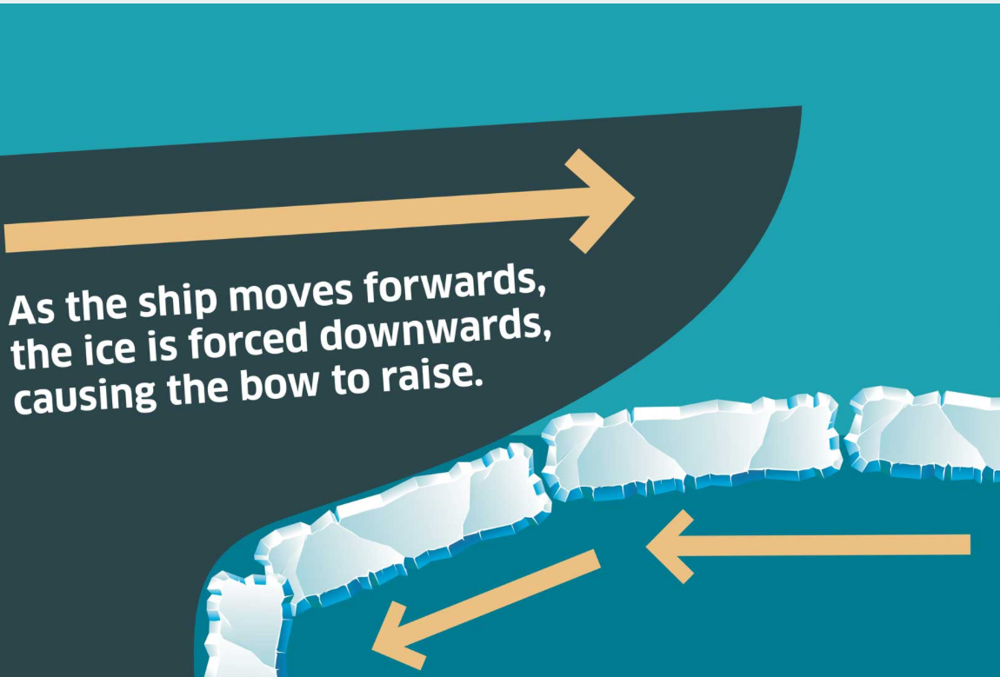 As the ship moves forwards,
the ice is forced downwards,
causing the bow to raise.